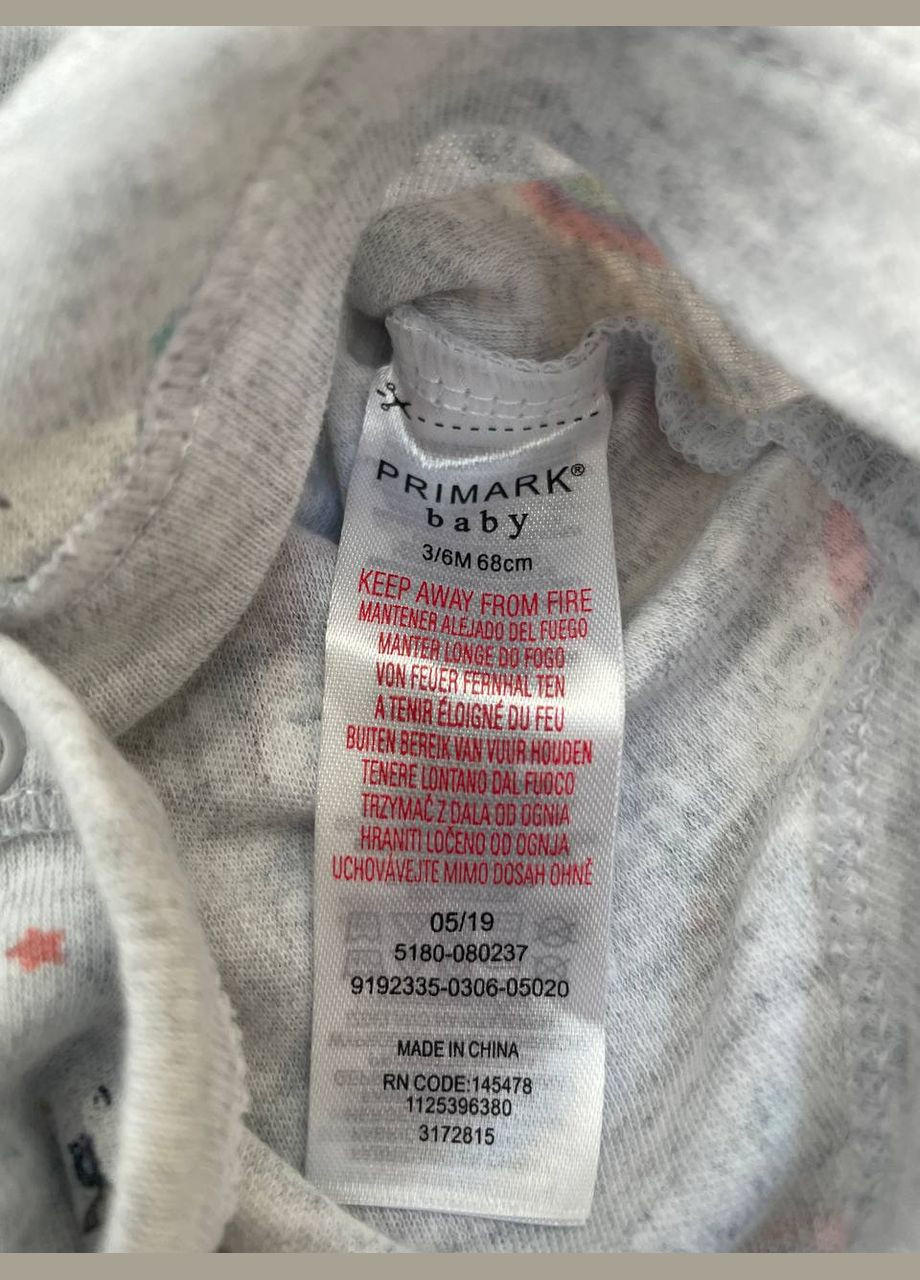 PRIMARK®
baby
3/6M 68cm
KEEP AWAY FROM FIRE
MANTENER ALEJADO DEL FUEGO
MANTER LONGE DO FOGO
VON FEUER FERNHAL TEN
A TENIR ÉLOIGNÉ DU FEU
BUITEN BEREIK VAN VUUR HOUDEN
TENERE LONTANO DAL FUOCO
TRZYMAĆ Z DALA OD OGNIA
HRANITI LOČENO OD OGNJA
UCHOVÁVEJTE MIMO DOSAH OHNĚ
05/19
5180-080237
9192335-0306-05020
MADE IN CHINA
RN CODE:145478
1125396380
3172815